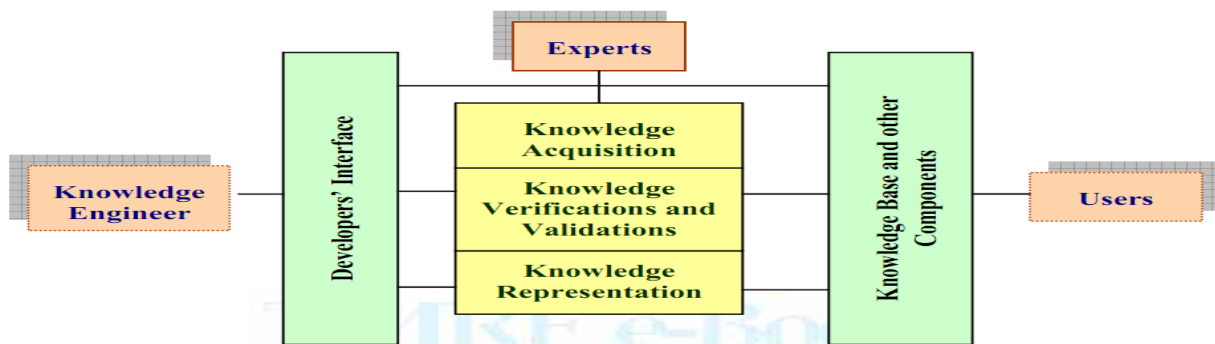 Experts
Developers' Interface
Knowledge
Acquisition
Knowledge
Verifications and
Validations
Knowledge
Representation
Knowledge Base and other
Components
Knowledge
Engineer
Users